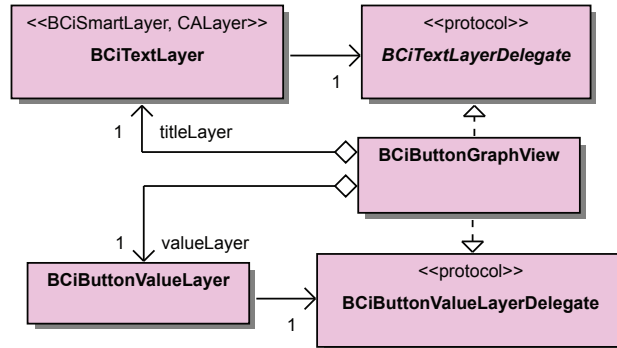 <<BCiSmartLayer, CALayer>>
BCiTextLayer
<<protocol>>
BCiTextLayerDelegate
1
1
titleLayer
BCiButtonGraphView
1
valueLayer
BCiButtonValueLayer
<<protocol>>
BCiButtonValueLayerDelegate
1